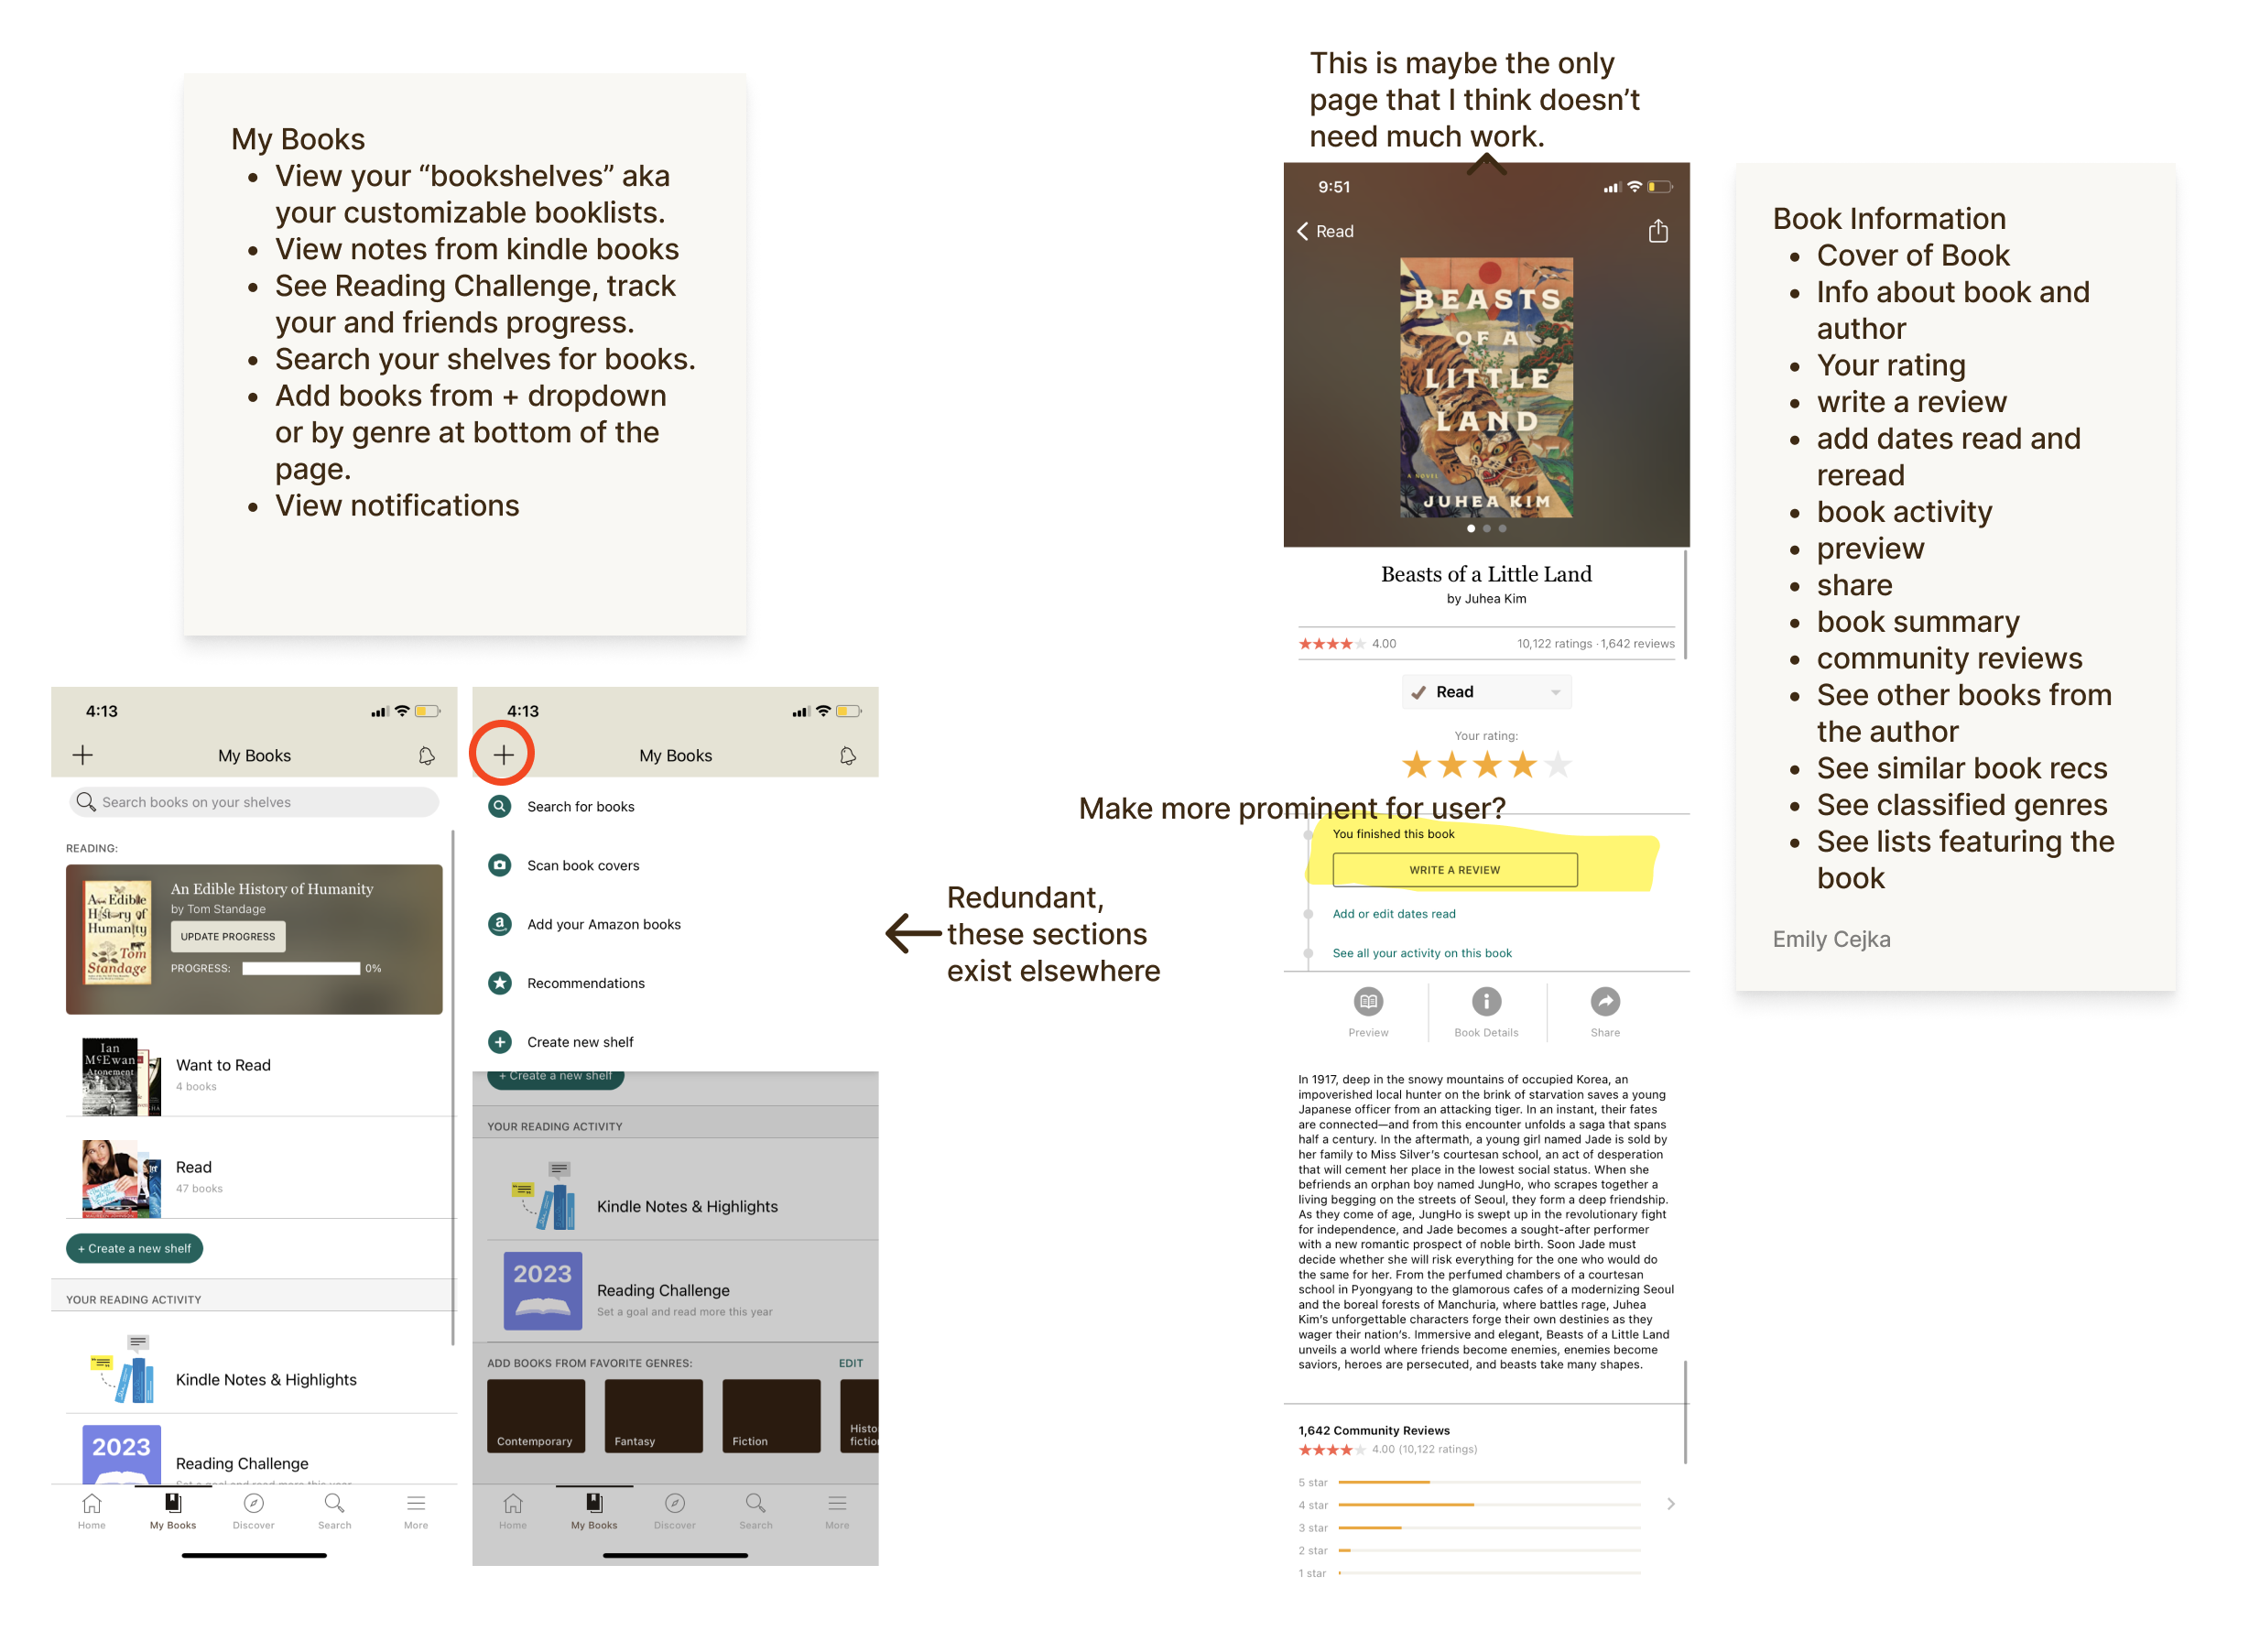 My Books
• View your “bookshelves” aka
your customizable booklists.
• View notes from kindle books
• See Reading Challenge, track
your and friends progress.
• Search your shelves for books.
• Add books from + dropdown
or by genre at bottom of the
page.
• View notifications
4:13
My Books
Search books on your shelves
READING:
An Edible
History of
Humanity
Tom
Standage
An Edible History of Humanity
by Tom Standage
UPDATE PROGRESS
PROGRESS:
0%
Ian
McEwan
Atonement
Want to Read
4 books
Read
47 books
+ Create a new shelf
YOUR READING ACTIVITY
Kindle Notes & Highlights
2023
Reading Challenge
Set a goal and read more this year
Home
My Books
Discover
Search
More
4:13
My Books
Search for books
Scan book covers
Add your Amazon books
Recommendations
Create new shelf
+ Create a new shelf
YOUR READING ACTIVITY
Kindle Notes & Highlights
2023
Reading Challenge
Set a goal and read more this year
ADD BOOKS FROM FAVORITE GENRES:
EDIT
Contemporary
Fantasy
Fiction
Histo
fictio
Home
My Books
Discover
Search
More
Redundant,
these sections
exist elsewhere
This is maybe the only
page that I think doesn’t
need much work.
9:51
Read
BEASTS
OF A
LITTLE
LAND
A NOVEL
JUHEA KIM
Beasts of a Little Land
by Juhea Kim
4.00
10,122 ratings · 1,642 reviews
Read
Your rating:
Make more prominent for user?
You finished this book
WRITE A REVIEW
Add or edit dates read
See all your activity on this book
Preview
Book Details
Share
In 1917, deep in the snowy mountains of occupied Korea, an
impoverished local hunter on the brink of starvation saves a young
Japanese officer from an attacking tiger. In an instant, their fates
are connected—and from this encounter unfolds a saga that spans
half a century. In the aftermath, a young girl named Jade is sold by
her family to Miss Silver’s courtesan school, an act of desperation
that will cement her place in the lowest social status. When she
befriends an orphan boy named JungHo, who scrapes together a
living begging on the streets of Seoul, they form a deep friendship.
As they come of age, JungHo is swept up in the revolutionary fight
for independence, and Jade becomes a sought-after performer
with a new romantic prospect of noble birth. Soon Jade must
decide whether she will risk everything for the one who would do
the same for her. From the perfumed chambers of a courtesan
school in Pyongyang to the glamorous cafes of a modernizing Seoul
and the boreal forests of Manchuria, where battles rage, Juhea
Kim’s unforgettable characters forge their own destinies as they
wager their nation’s. Immersive and elegant, Beasts of a Little Land
unveils a world where friends become enemies, enemies become
saviors, heroes are persecuted, and beasts take many shapes.
1,642 Community Reviews
4.00 (10,122 ratings)
5 star
4 star
3 star
2 star
1 star
Book Information
• Cover of Book
• Info about book and
author
• Your rating
• write a review
• add dates read and
reread
• book activity
• preview
• share
• book summary
• community reviews
• See other books from
the author
• See similar book recs
• See classified genres
• See lists featuring the
book
Emily Cejka